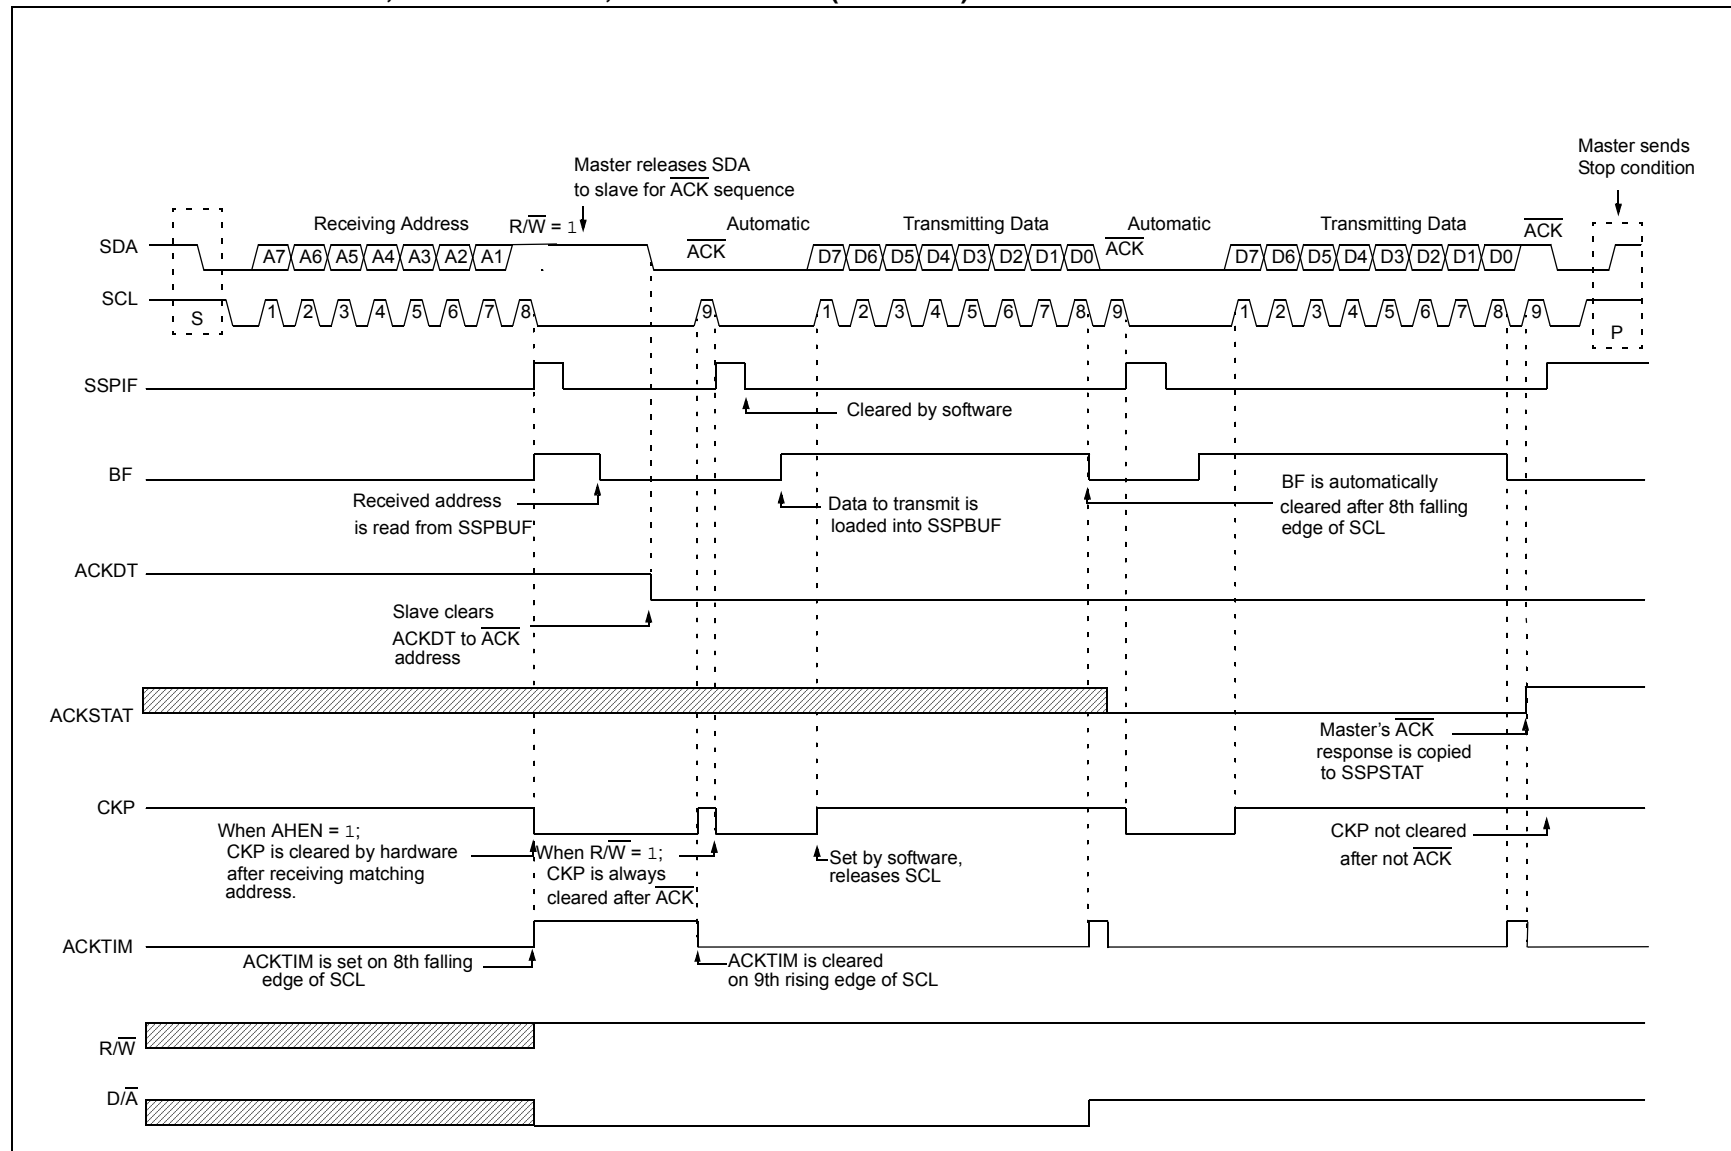 Master releases SDA
to slave for ACK sequence
Master sends
Stop condition
Receiving Address
R/W = 1
Automatic
Transmitting Data
Automatic
Transmitting Data
ACK
SDA
A7 A6 A5 A4 A3 A2 A1
ACK
D7 D6 D5 D4 D3 D2 D1 D0
ACK
D7 D6 D5 D4 D3 D2 D1 D0
SCL
S
1 2 3 4 5 6 7 8
9
1 2 3 4 5 6 7 8 9
1 2 3 4 5 6 7 8 9
P
SSPIF
Cleared by software
BF
Received address
is read from SSPBUF
Data to transmit is
loaded into SSPBUF
BF is automatically
cleared after 8th falling
edge of SCL
ACKDT
Slave clears
ACKDT to ACK
address
ACKSTAT
Master's ACK
response is copied
to SSPSTAT
CKP
When AHEN = 1;
CKP is cleared by hardware
after receiving matching
address.
When R/W = 1;
CKP is always
cleared after ACK
Set by software,
releases SCL
CKP not cleared
after not ACK
ACKTIM
ACKTIM is set on 8th falling
edge of SCL
ACKTIM is cleared
on 9th rising edge of SCL
R/W
D/A